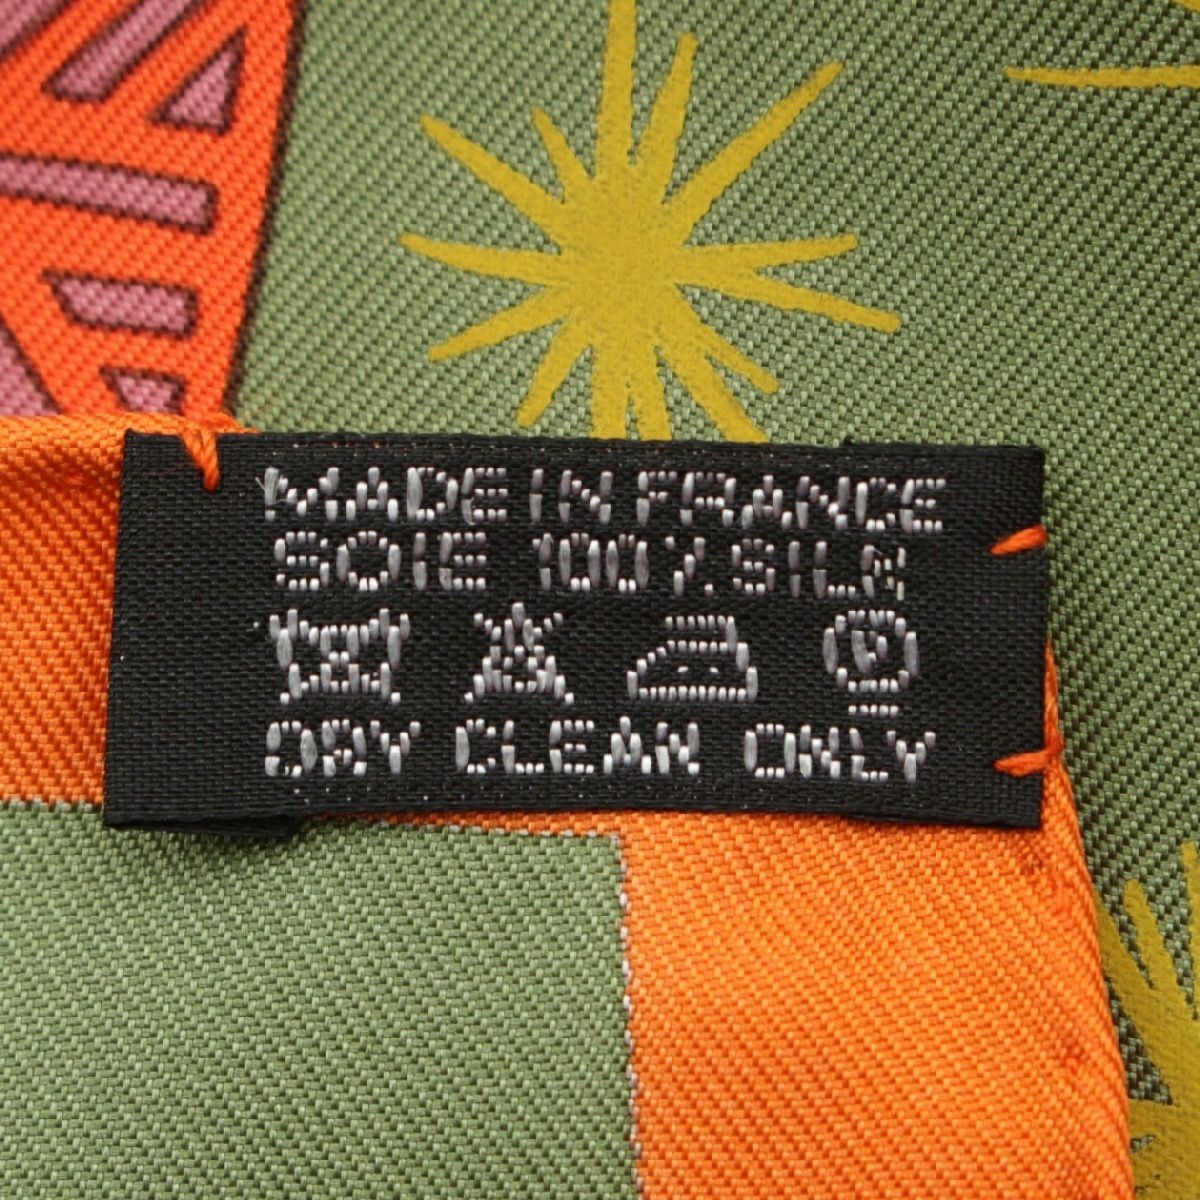 MADE IN FRANCE
SOIE 100% SILK
P
DRY CLEAN ONLY